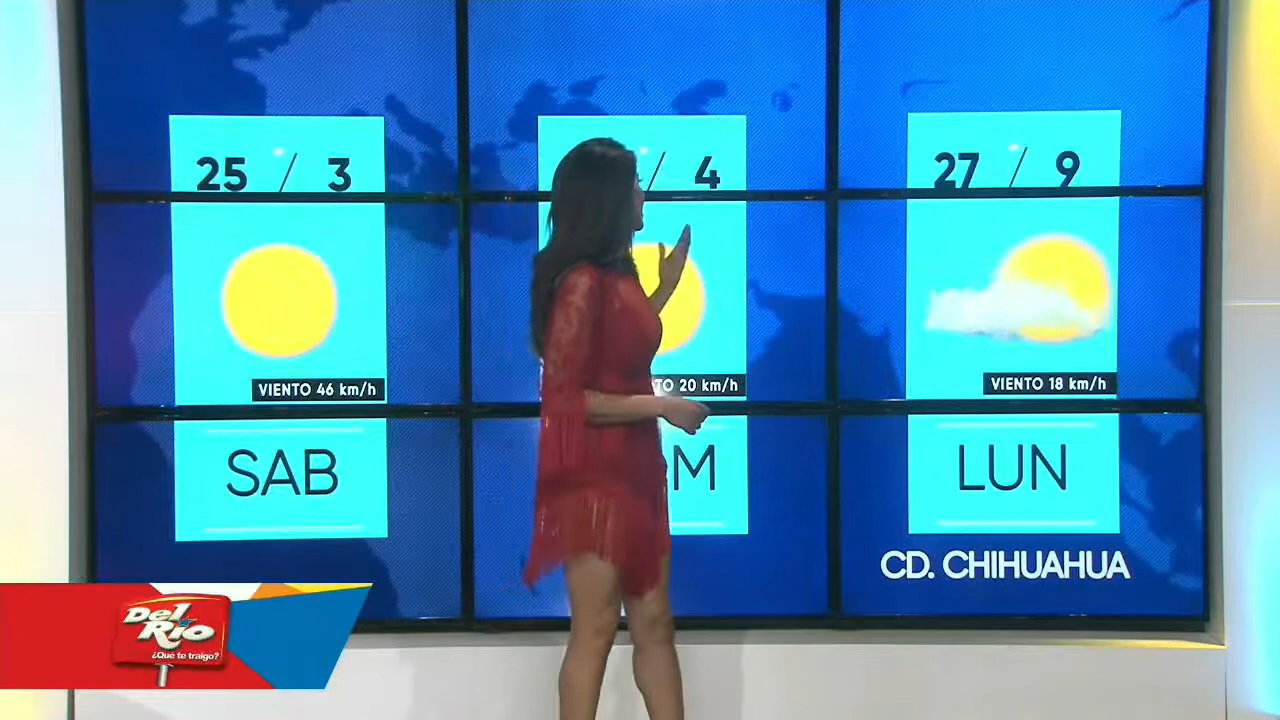 25 / 3
/ 4
27 / 9
VIENTO 46 km/h
TO 20 km/h
VIENTO 18 km/h
SAB
M
LUN
CD. CHIHUAHUA
Del Rio
¿Qué te traigo?